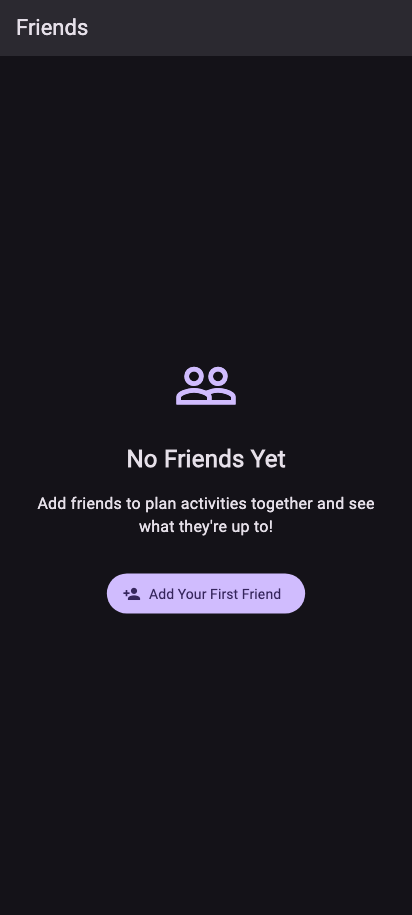 Friends
No Friends Yet
Add friends to plan activities together and see
what they're up to!
Add Your First Friend